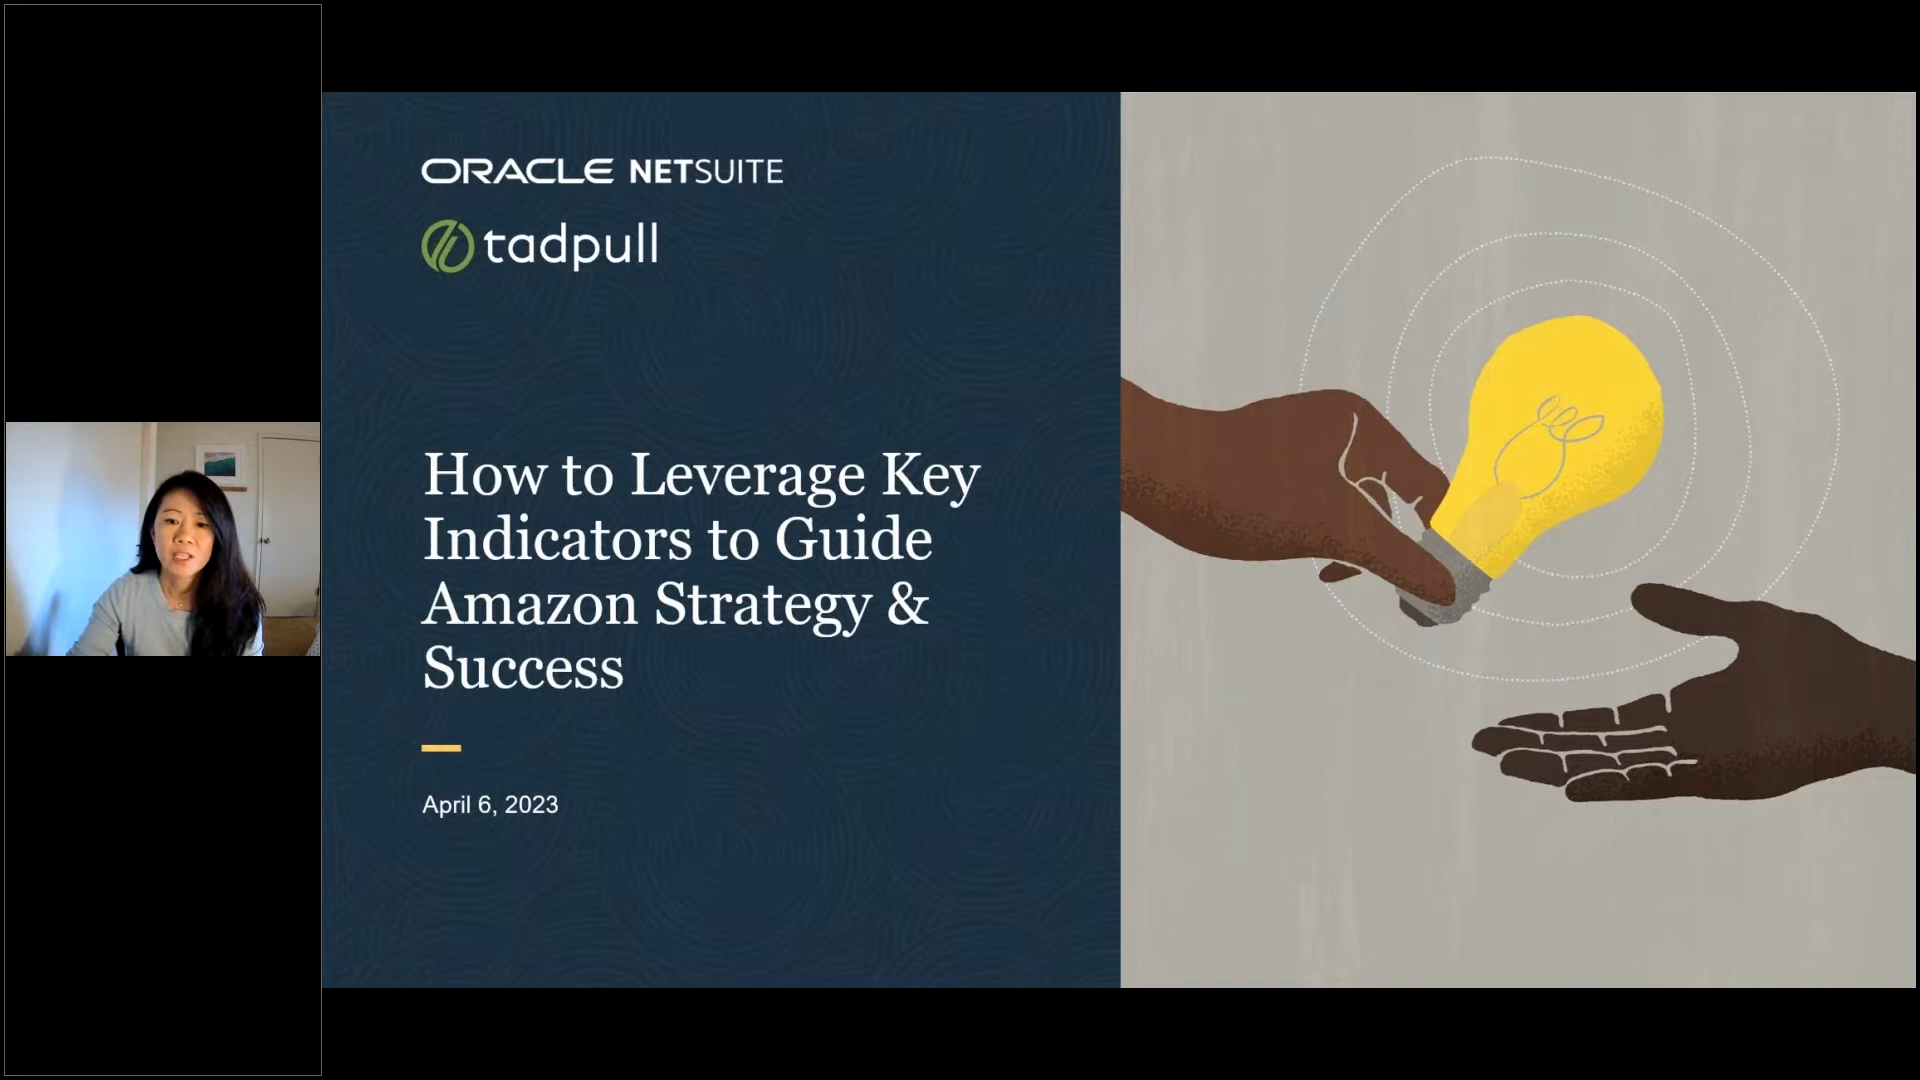 ORACLE NETSUITE
tadpull
How to Leverage Key
Indicators to Guide
Amazon Strategy &
Success
April 6, 2023